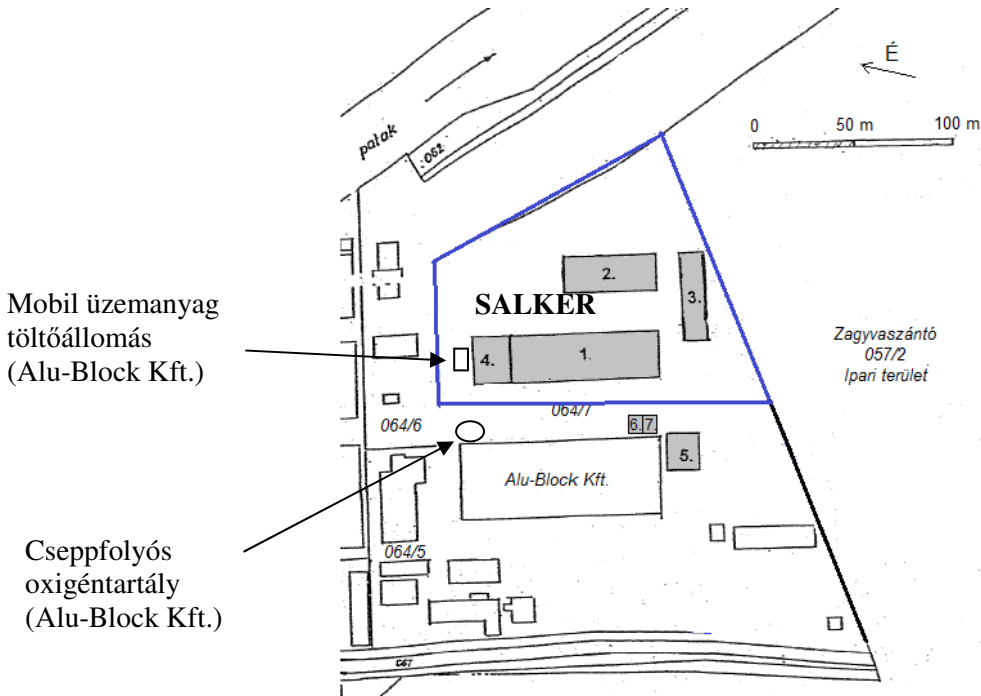 É
0 50 m 100 m
patak
062
2.
3.
SALKER
Mobil üzemanyag
töltőállomás
(Alu-Block Kft.)
4.
1.
Zagyvaszántó
057/2
Ipari terület
064/7
064/6
6. 7.
5.
Alu-Block Kft.
Cseppfolyós
oxigéntartály
(Alu-Block Kft.)
064/5